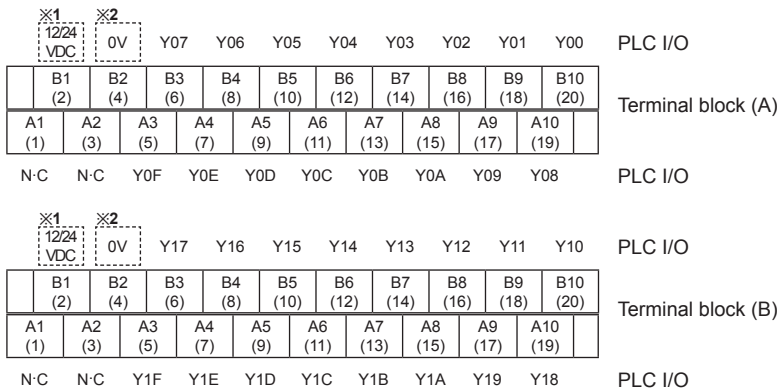 ※1 ※2
12/24 VDC 0V Y07 Y06 Y05 Y04 Y03 Y02 Y01 Y00 PLC I/O
B1 B2 B3 B4 B5 B6 B7 B8 B9 B10
(2) (4) (6) (8) (10) (12) (14) (16) (18) (20)
Terminal block (A)
A1 A2 A3 A4 A5 A6 A7 A8 A9 A10
(1) (3) (5) (7) (9) (11) (13) (15) (17) (19)
N·C N·C Y0F Y0E Y0D Y0C Y0B Y0A Y09 Y08 PLC I/O
※1 ※2
12/24 VDC 0V Y17 Y16 Y15 Y14 Y13 Y12 Y11 Y10 PLC I/O
B1 B2 B3 B4 B5 B6 B7 B8 B9 B10
(2) (4) (6) (8) (10) (12) (14) (16) (18) (20)
Terminal block (B)
A1 A2 A3 A4 A5 A6 A7 A8 A9 A10
(1) (3) (5) (7) (9) (11) (13) (15) (17) (19)
N·C N·C Y1F Y1E Y1D Y1C Y1B Y1A Y19 Y18 PLC I/O